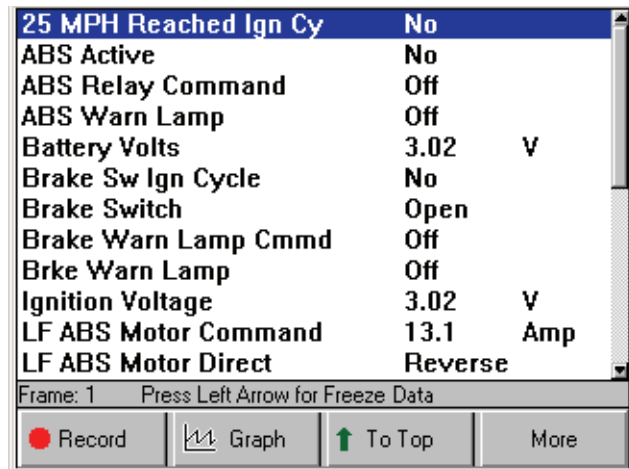 25 MPH Reached Ign Cy No
ABS Active No
ABS Relay Command Off
ABS Warn Lamp Off
Battery Volts 3.02 V
Brake Sw Ign Cycle No
Brake Switch Open
Brake Warn Lamp Cmmd Off
Brke Warn Lamp Off
Ignition Voltage 3.02 V
LF ABS Motor Command 13.1 Amp
LF ABS Motor Direct Reverse
Frame: 1 Press Left Arrow for Freeze Data
Record Graph To Top More